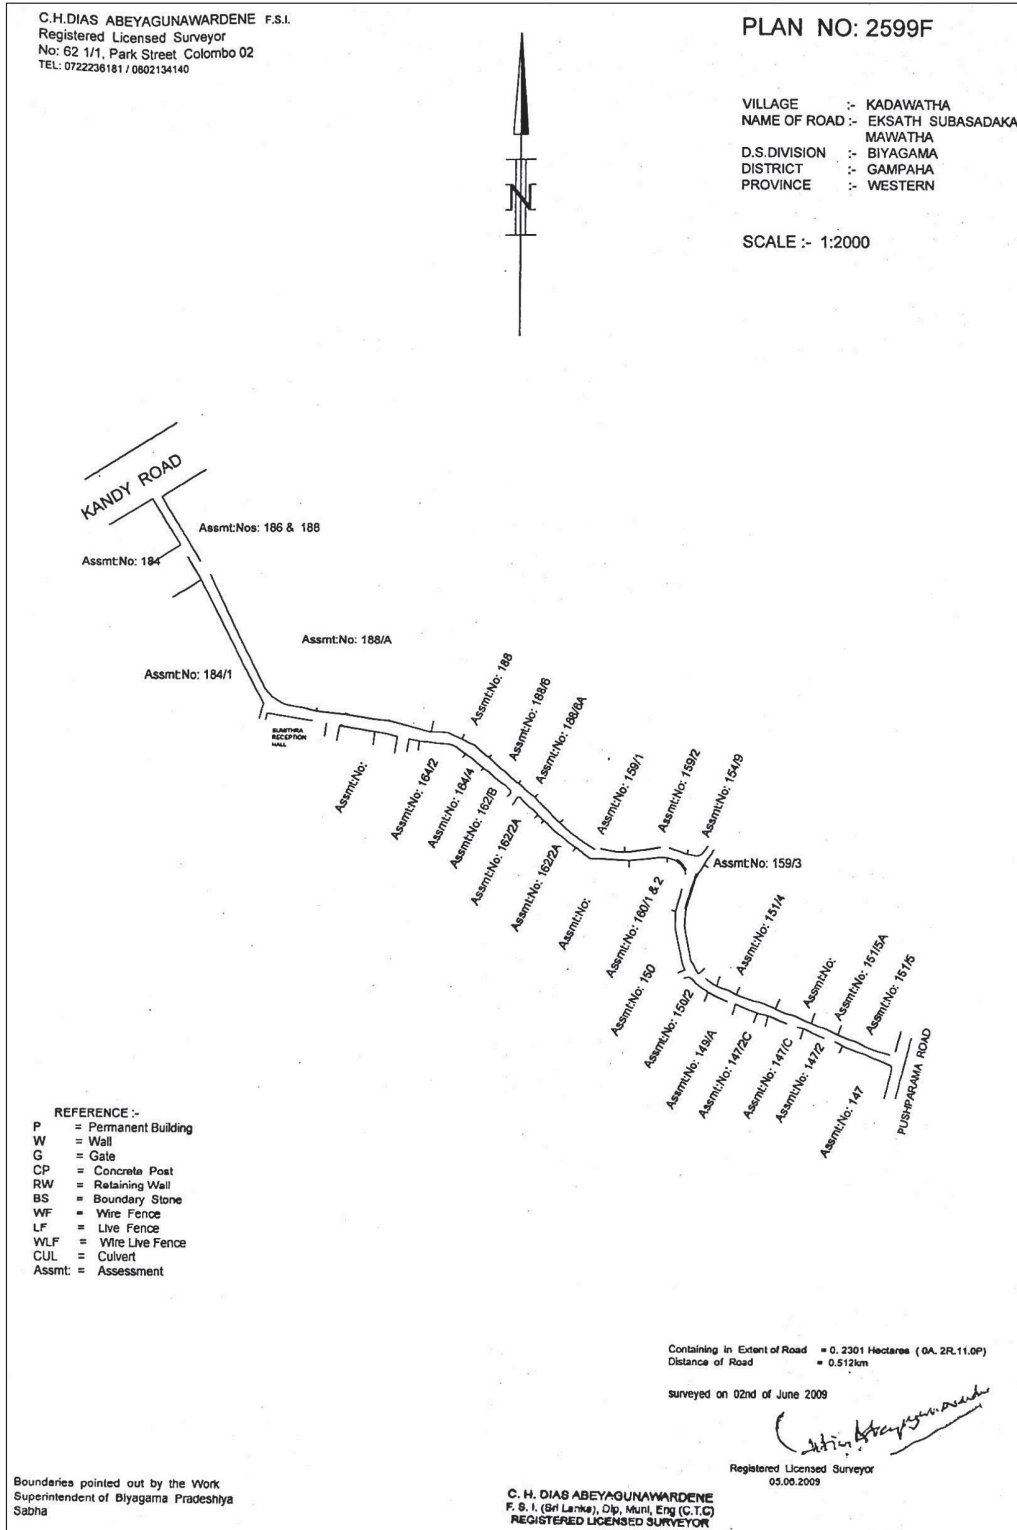 C.H.DIAS ABEYAGUNAWARDENE F.S.I.
Registered Licensed Surveyor
No: 62 1/1, Park Street Colombo 02
TEL: 0722236181 / 0602134140
PLAN NO: 2599F
VILLAGE :- KADAWATHA
NAME OF ROAD :- EKSATH SUBASADAKA
MAWATHA
D.S.DIVISION :- BIYAGAMA
DISTRICT :- GAMPAHA
PROVINCE :- WESTERN
SCALE :- 1:2000
N
KANDY ROAD
Assmt:Nos: 186 & 188
Assmt:No: 184
Assmt:No: 188/A
Assmt:No: 184/1
SUMITHRA
RECEPTION
HALL
Assmt:No: 188
Assmt:No: 188/6
Assmt:No: 188/6A
Assmt:No: 159/1
Assmt:No: 159/2
Assmt:No: 154/9
Assmt:No: 159/3
Assmt:No:
Assmt:No: 164/2
Assmt:No: 164/4
Assmt:No: 162/B
Assmt:No: 162/2A
Assmt:No: 162/2A
Assmt:No:
Assmt:No: 160/1 & 2
Assmt:No: 151/4
Assmt:No:
Assmt:No: 151/5A
Assmt:No: 151/5
Assmt:No: 150
Assmt:No: 150/2
Assmt:No: 149/A
Assmt:No: 147/2C
Assmt:No: 147/C
Assmt:No: 147/2
Assmt:No: 147
PUSHPARAMA ROAD
REFERENCE :-
P = Permanent Building
W = Wall
G = Gate
CP = Concrete Post
RW = Retaining Wall
BS = Boundary Stone
WF = Wire Fence
LF = Live Fence
WLF = Wire Live Fence
CUL = Culvert
Assmt: = Assessment
Containing in Extent of Road = 0. 2301 Hectares ( 0A. 2R.11.0P)
Distance of Road = 0.512km
surveyed on 02nd of June 2009
Registered Licensed Surveyor
05.06.2009
Boundaries pointed out by the Work
Superintendent of Biyagama Pradeshiya
Sabha
C. H. DIAS ABEYAGUNAWARDENE
F. S. I. (Sri Lanka), Dip, Muni, Eng (C.T.C)
REGISTERED LICENSED SURVEYOR